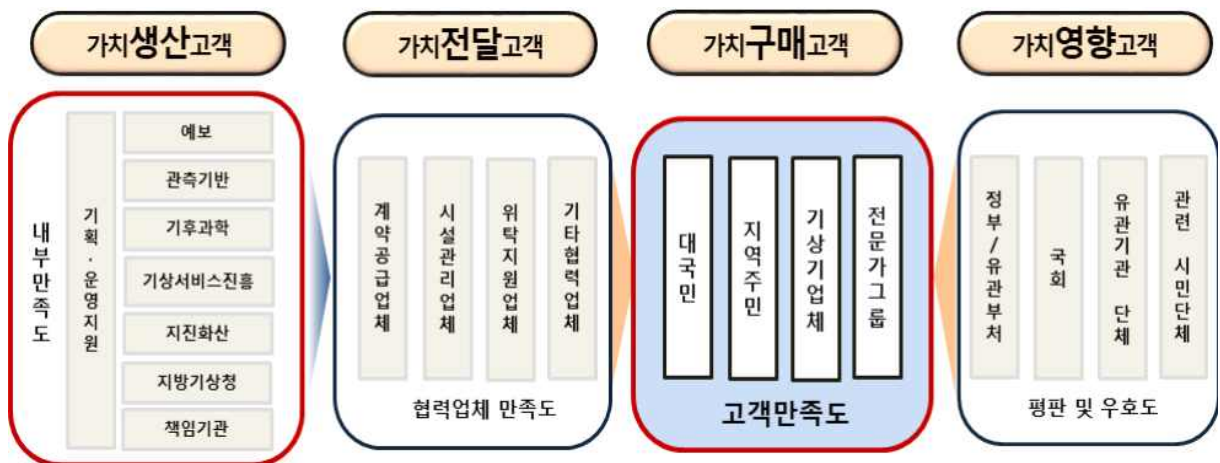 가치생산고객
가치전달고객
가치구매고객
가치영향고객
내부만족도
기획·운영지원
예보
관측기반
기후과학
기상서비스진흥
지진화산
지방기상청
책임기관
계약공급업체
시설관리업체
위탁지원업체
기타협력업체
협력업체 만족도
대국민
지역주민
기상기업체
전문가그룹
고객만족도
정부/유관부처
국회
유관기관 단체
관련 시민단체
평판 및 우호도